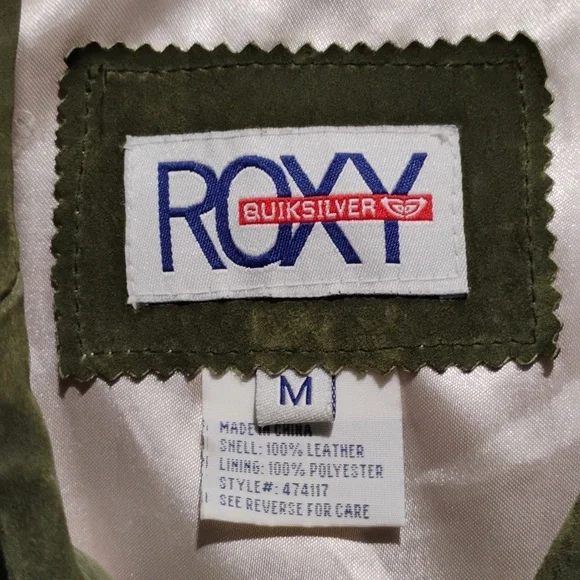 ROXY
QUIKSILVER
M
MADE IN CHINA
SHELL: 100% LEATHER
LINING: 100% POLYESTER
STYLE#: 474117
SEE REVERSE FOR CARE